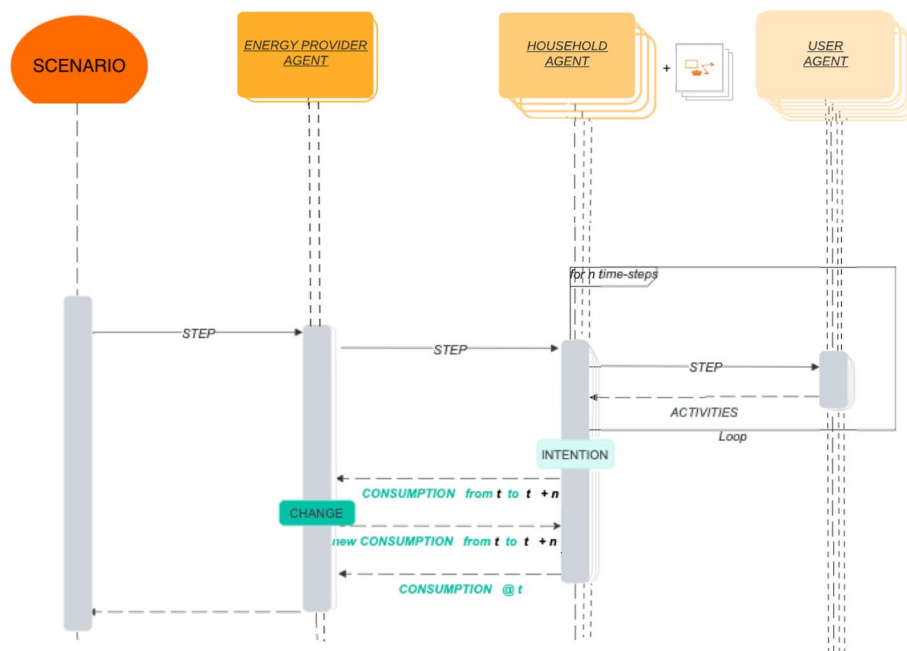 SCENARIO
ENERGY PROVIDER
AGENT
HOUSEHOLD
AGENT
+
USER
AGENT
for n time-steps
STEP
STEP
STEP
ACTIVITIES
Loop
INTENTION
CONSUMPTION from t to t + n
CHANGE
new CONSUMPTION from t to t + n
CONSUMPTION @ t